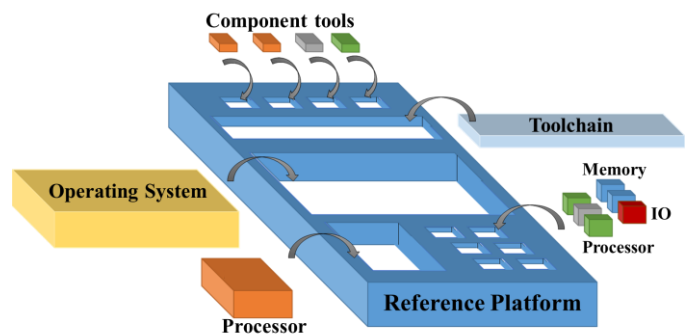 Component tools
Toolchain
Memory
Operating System
IO
Processor
Reference Platform
Processor